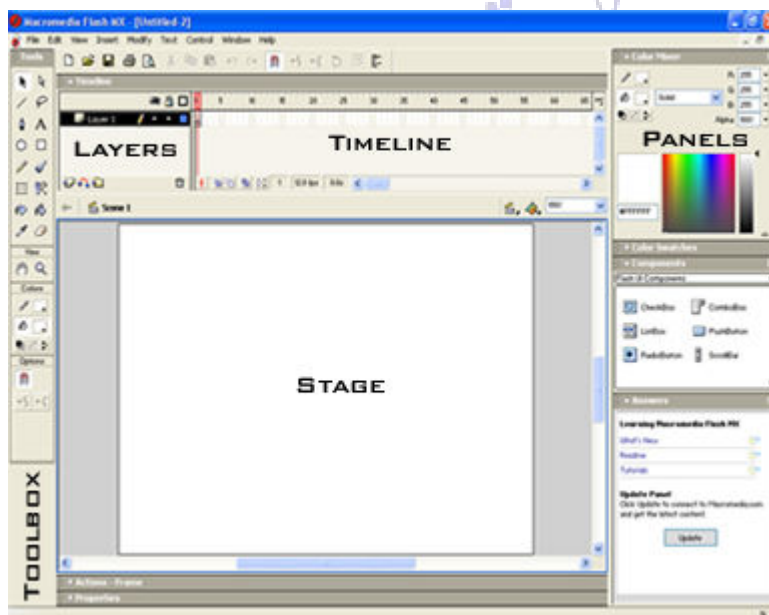 Macromedia Flash MX - [Untitled-2]
File Edit View Insert Modify Text Control Window Help
Tools
Timeline
Layer 1
LAYERS
TIMELINE
Scene 1
View
Colors
Options
STAGE
TOOLBOX
Actions - Frame
Properties
Color Mixer
Solid
Alpha
PANELS
#FFFFFF
Color Swatches
Components
Flash UI Components
CheckBox
ComboBox
ListBox
PushButton
RadioButton
ScrollBar
Answers
Learning Macromedia Flash MX
What's New
Readme
Tutorials
Update Panel
Click Update to connect to Macromedia.com
and get the latest content.
Update